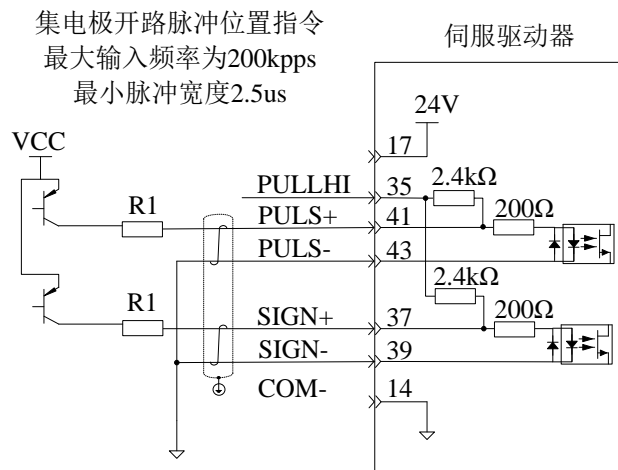 集电极开路脉冲位置指令
最大输入频率为200kpps
最小脉冲宽度2.5us
伺服驱动器
24V
VCC
17
PULLHI 35 2.4kΩ
R1 PULS+ 41 200Ω
PULS- 43
2.4kΩ
R1 SIGN+ 37 200Ω
SIGN- 39
COM- 14